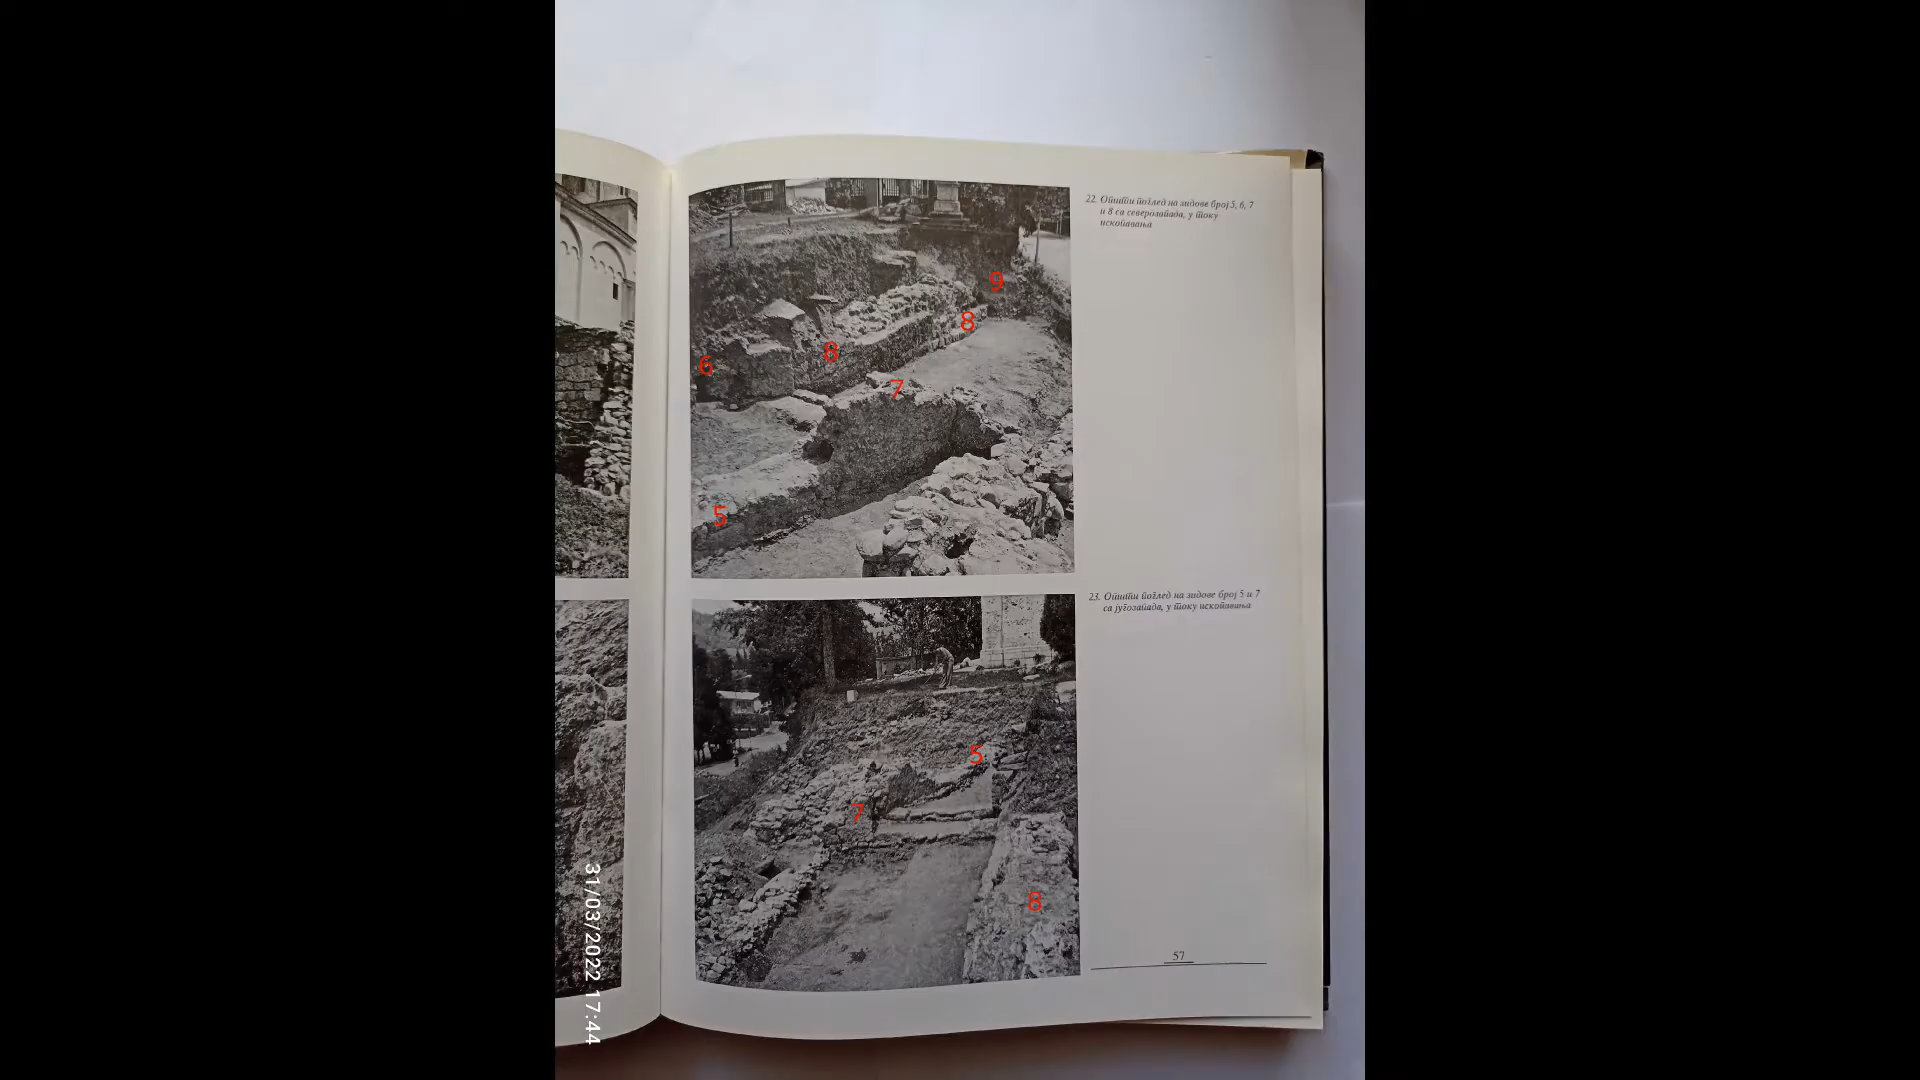 22. Општи поглед на зидове број 5, 6, 7
и 8 са северозапада, у току
ископавања
9
8
8
6
7
5
23. Општи поглед на зидове број 5 и 7
са југозапада, у току ископавања
5
7
8
57
31/03/2022 17:44